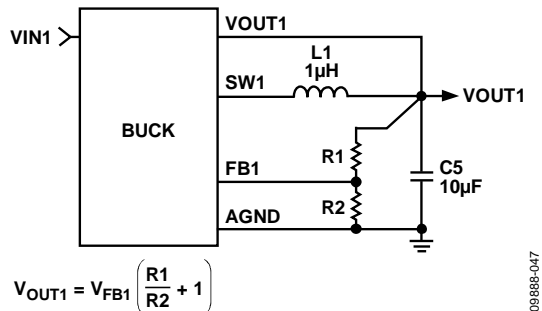 VOUT1
VIN1
L1
1µH
SW1
VOUT1
BUCK
R1
C5
10µF
FB1
R2
AGND
VOUT1 = VFB1 (R1/R2 + 1)
09888-047